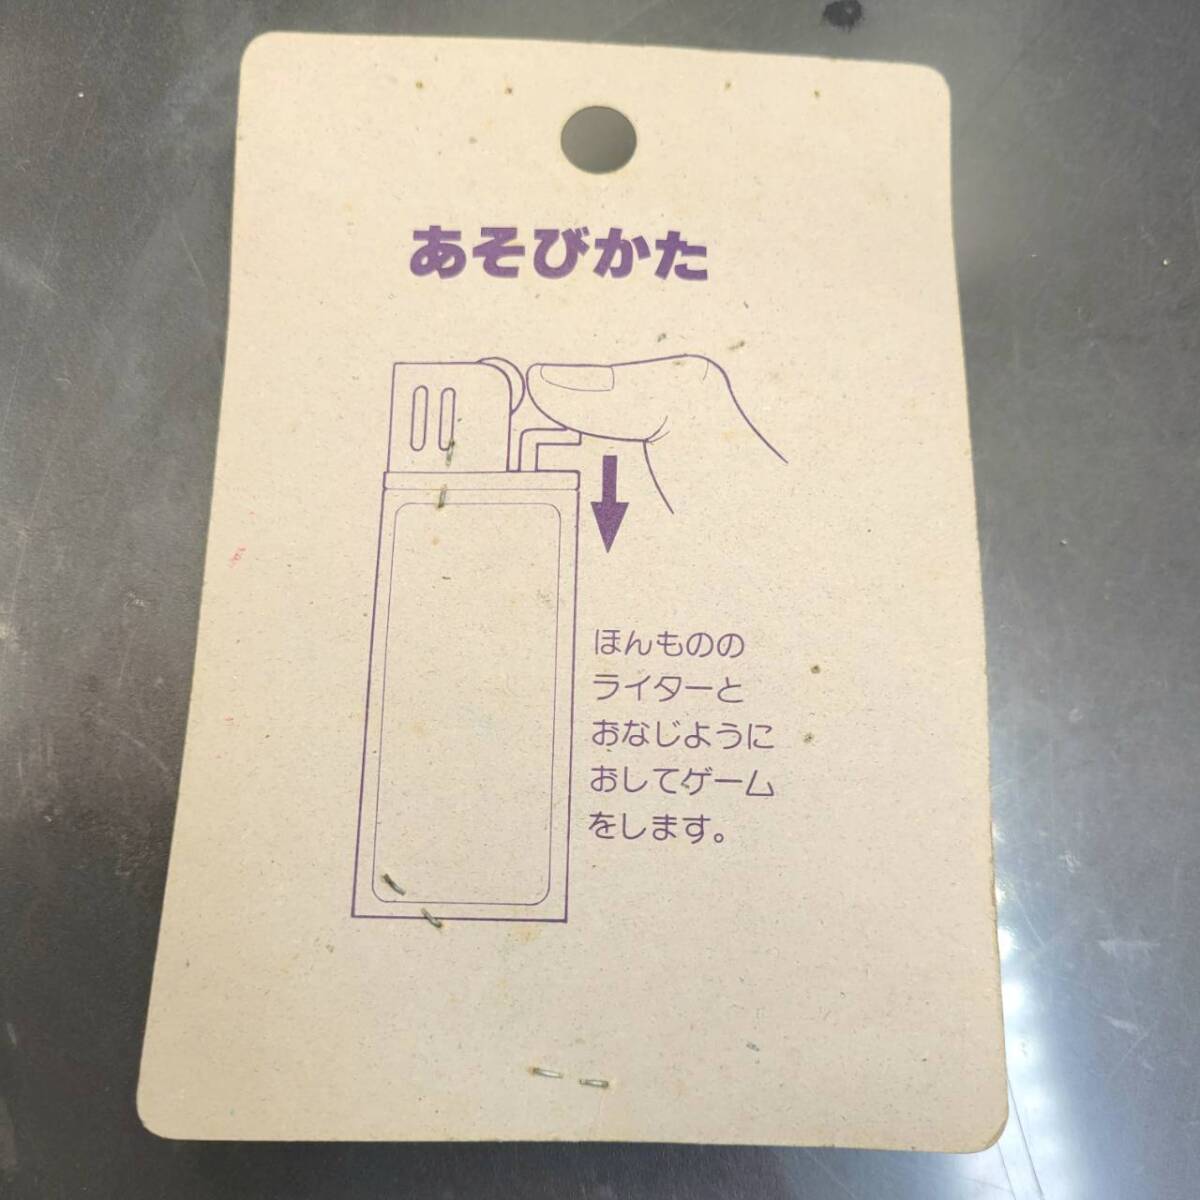 あそびかた
ほんものの
ライターと
おなじように
おしてゲーム
をします。